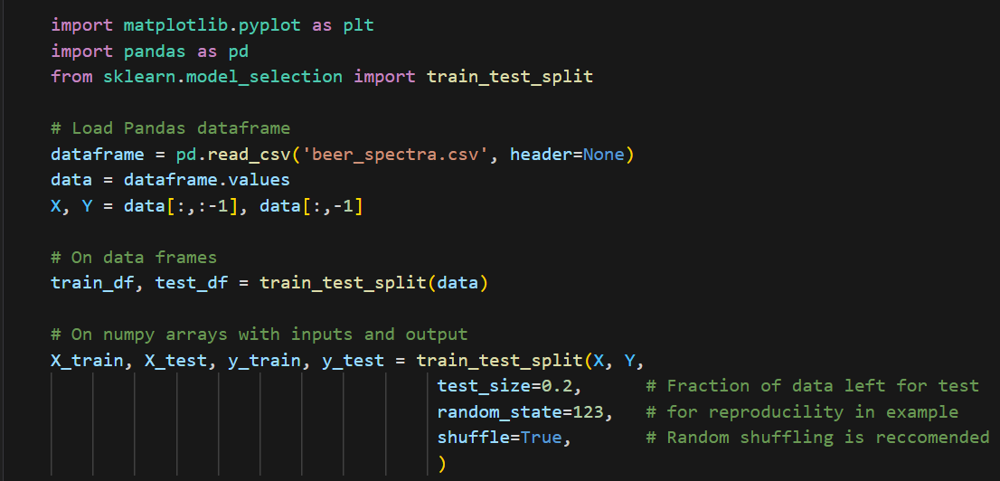 import matplotlib.pyplot as plt
import pandas as pd
from sklearn.model_selection import train_test_split
# Load Pandas dataframe
dataframe = pd.read_csv('beer_spectra.csv', header=None)
data = dataframe.values
X, Y = data[:,:-1], data[:,-1]
# On data frames
train_df, test_df = train_test_split(data)
# On numpy arrays with inputs and output
X_train, X_test, y_train, y_test = train_test_split(X, Y,
test_size=0.2, # Fraction of data left for test
random_state=123, # for reproducility in example
shuffle=True, # Random shuffling is reccomended
)